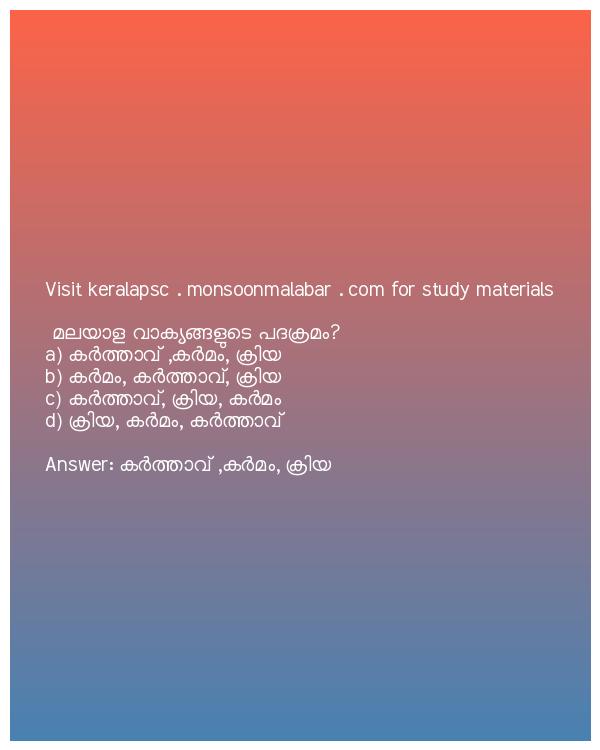 Visit keralapsc . monsoonmalabar . com for study materials
മലയാള വാക്യങ്ങളുടെ പദക്രമം?
a) കർത്താവ് ,കർമം, ക്രിയ
b) കർമം, കർത്താവ്, ക്രിയ
c) കർത്താവ്, ക്രിയ, കർമം
d) ക്രിയ, കർമം, കർത്താവ്
Answer: കർത്താവ് ,കർമം, ക്രിയ